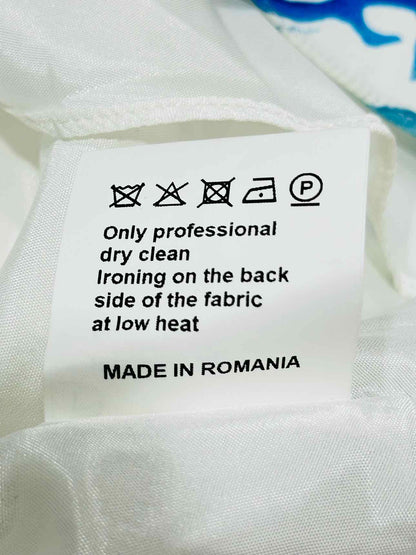 P
Only professional
dry clean
Ironing on the back
side of the fabric
at low heat
MADE IN ROMANIA